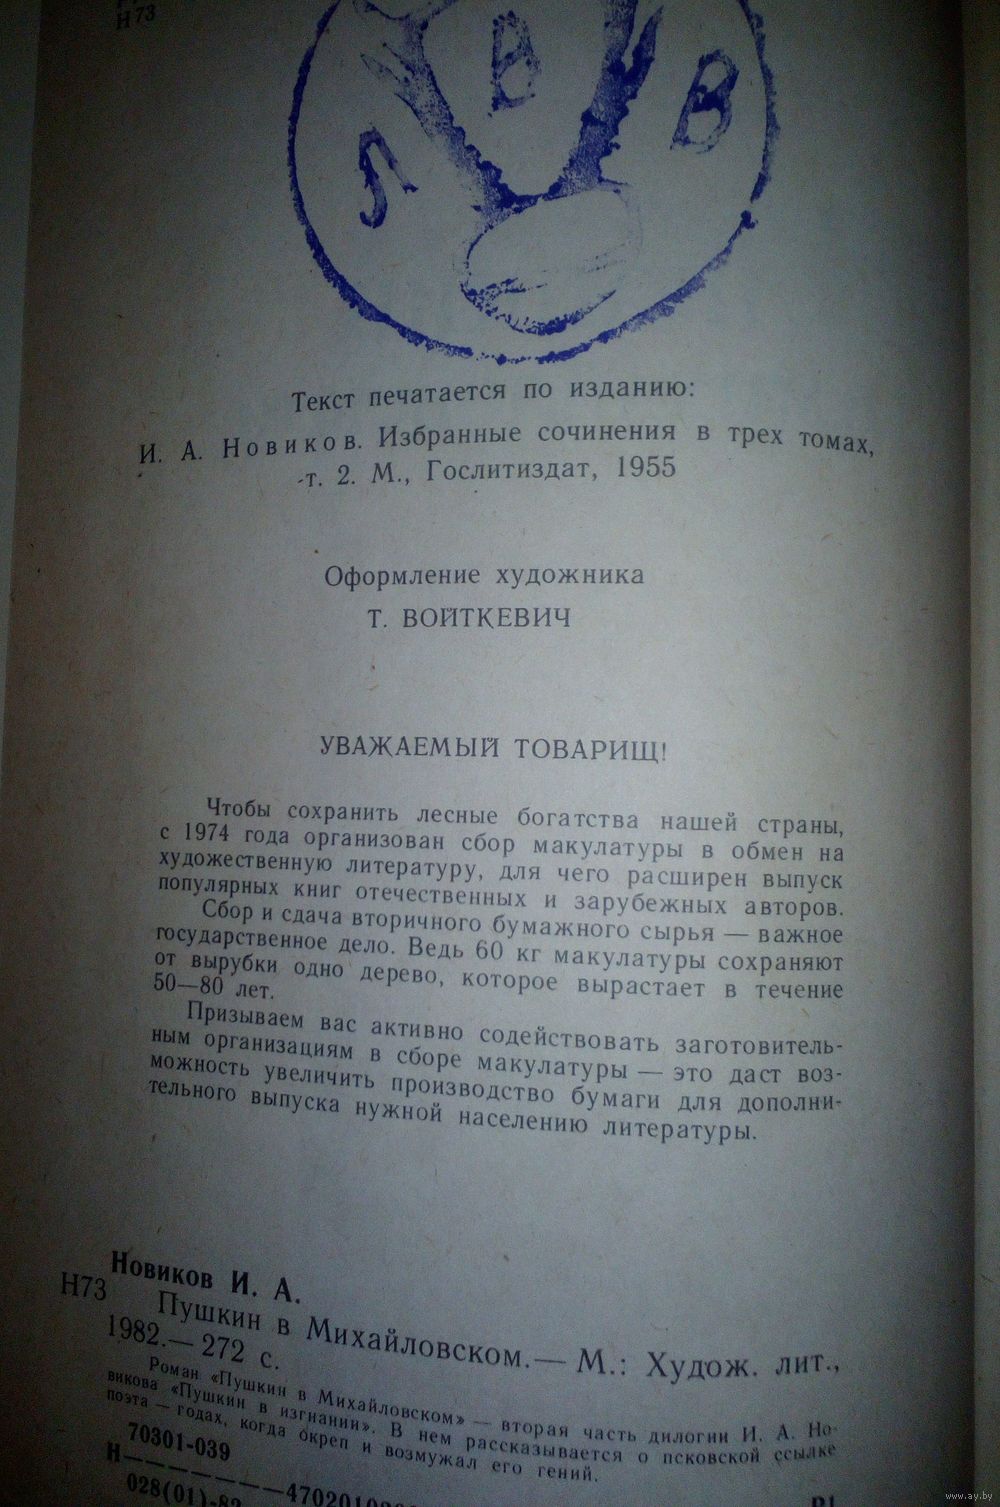 Н73
Л В В
Текст печатается по изданию:
И. А. Новиков. Избранные сочинения в трех томах,
т. 2. М., Гослитиздат, 1955
Оформление художника
Т. ВОЙТКЕВИЧ
УВАЖАЕМЫЙ ТОВАРИЩ!
Чтобы сохранить лесные богатства нашей страны,
с 1974 года организован сбор макулатуры в обмен на
художественную литературу, для чего расширен выпуск
популярных книг отечественных и зарубежных авторов.
Сбор и сдача вторичного бумажного сырья — важное
государственное дело. Ведь 60 кг макулатуры сохраняют
от вырубки одно дерево, которое вырастает в течение
50—80 лет.
Призываем вас активно содействовать заготовитель-
ным организациям в сборе макулатуры — это даст воз-
можность увеличить производство бумаги для дополни-
тельного выпуска нужной населению литературы.
Новиков И. А.
Н73 Пушкин в Михайловском.— М.: Худож. лит.,
1982.— 272 с.
Роман «Пушкин в Михайловском» — вторая часть дилогии И. А. Но-
викова «Пушкин в изгнании». В нем рассказывается о псковской ссылке
поэта — годах, когда окреп и возмужал его гений.
70301-039
Н
028(01)-82
www.ay.by